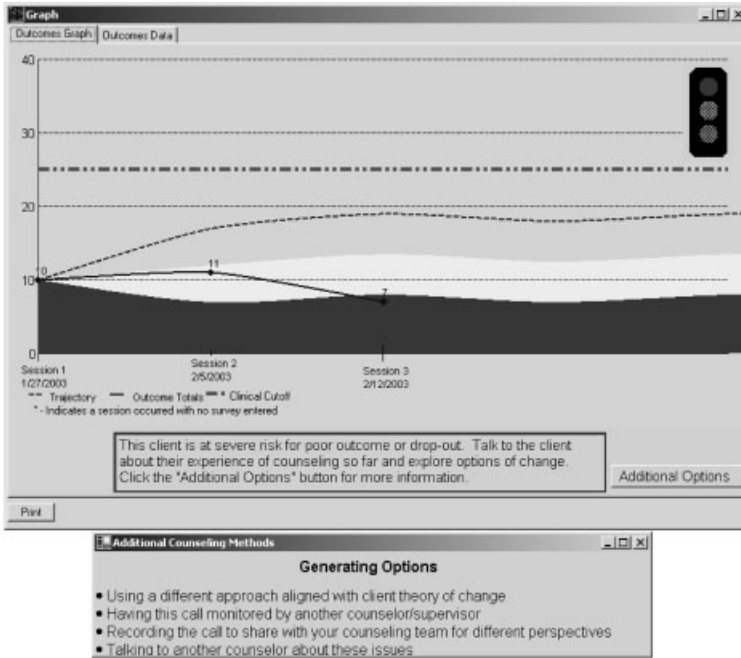 Graph
Outcomes Graph Outcomes Data
40
30
20
10
0
10
11
7
Session 1
1/27/2003
Session 2
2/5/2003
Session 3
2/12/2003
Trajectory Outcome Totals * Clinical Cutoff
* - Indicates a session occurred with no survey entered
This client is at severe risk for poor outcome or drop-out. Talk to the client
about their experience of counseling so far and explore options of change.
Click the "Additional Options" button for more information.
Additional Options
Print
Additional Counseling Methods
Generating Options
• Using a different approach aligned with client theory of change
• Having this call monitored by another counselor/supervisor
• Recording the call to share with your counseling team for different perspectives
• Talking to another counselor about these issues